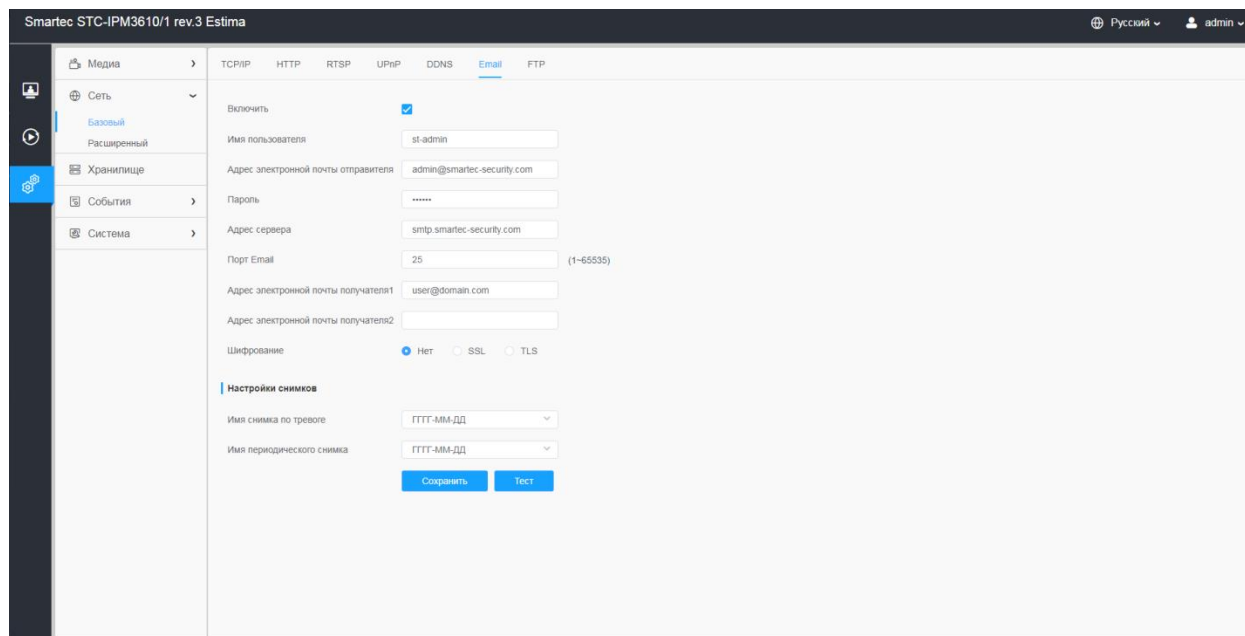 Smartec STC-IPM3610/1 rev.3 Estima
Русский
admin
Медиа
Сеть
Базовый
Расширенный
Хранилище
События
Система
TCP/IP HTTP RTSP UPnP DDNS Email FTP
Включить
Имя пользователя st-admin
Адрес электронной почты отправителя admin@smartec-security.com
Пароль ••••••
Адрес сервера smtp.smartec-security.com
Порт Email 25 (1~65535)
Адрес электронной почты получателя1 user@domain.com
Адрес электронной почты получателя2
Шифрование Нет SSL TLS
Настройки снимков
Имя снимка по тревоге ГГГГ-ММ-ДД
Имя периодического снимка ГГГГ-ММ-ДД
Сохранить Тест